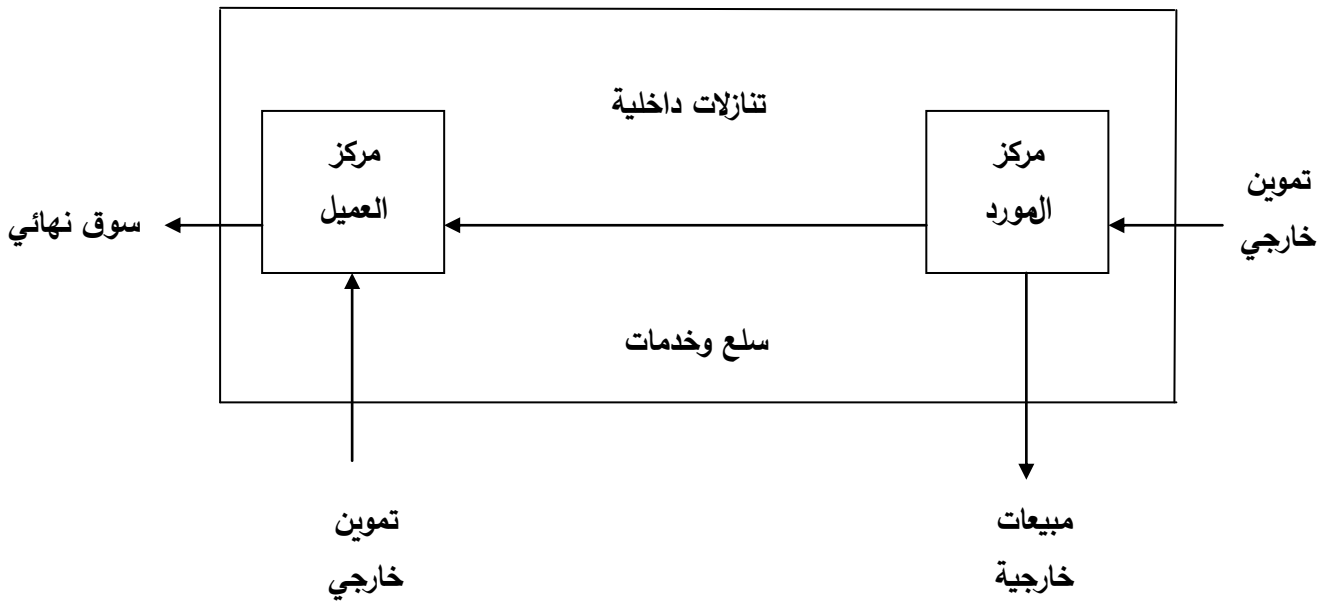 تنازلات داخلية
مركز
المورد
مركز
العميل
تموين
خارجي
سوق نهائي
سلع وخدمات
مبيعات
خارجية
تموين
خارجي